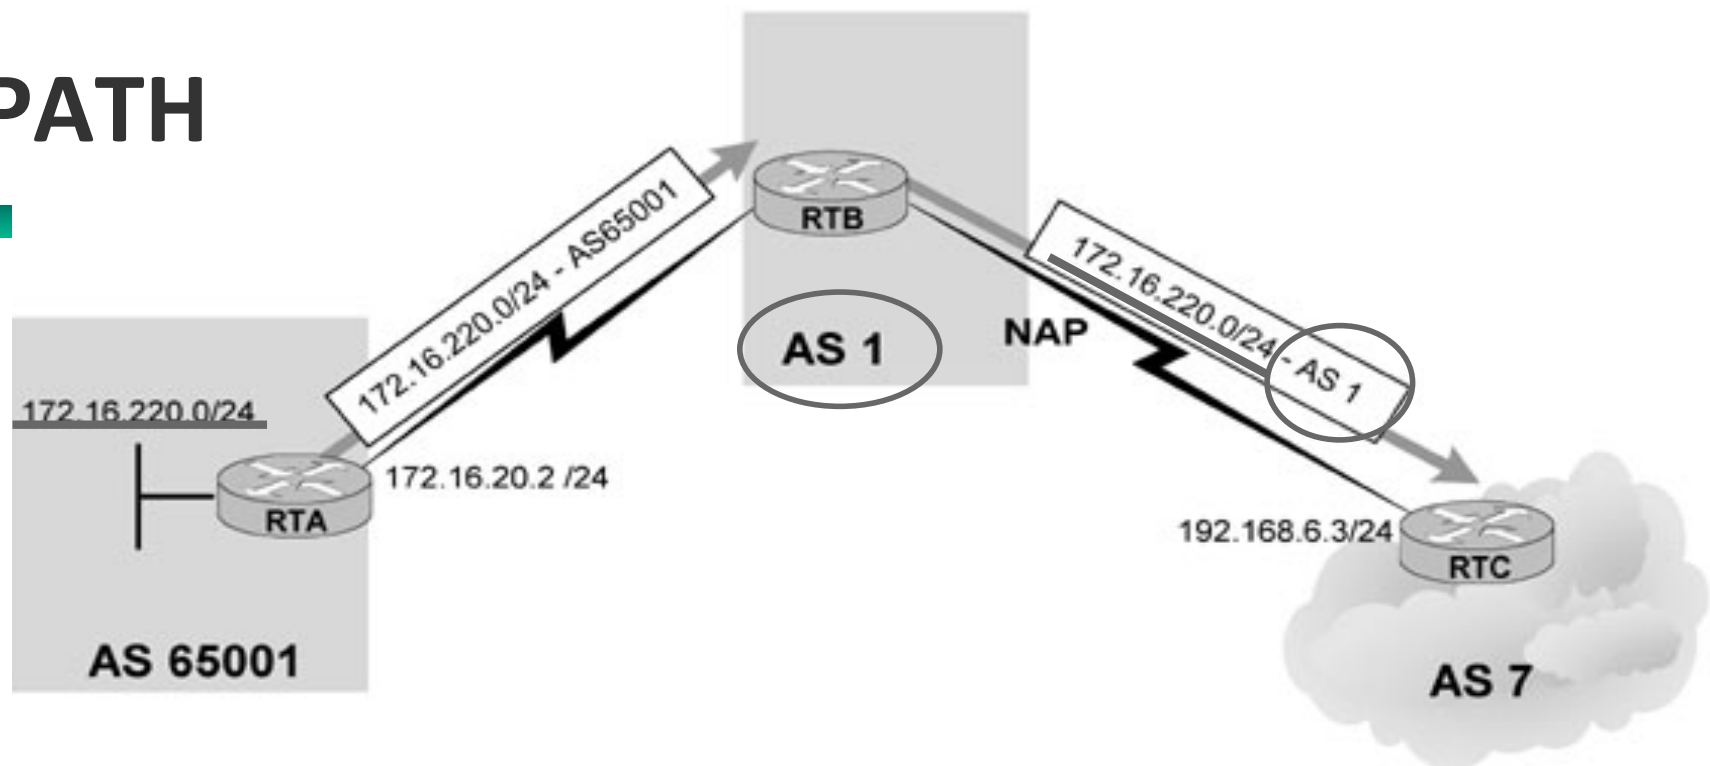 PATH
172.16.220.0/24 - AS65001
RTB
172.16.220.0/24 - AS 1
AS 1
NAP
172.16.220.0/24
172.16.20.2 /24
RTA
192.168.6.3/24
RTC
AS 65001
AS 7